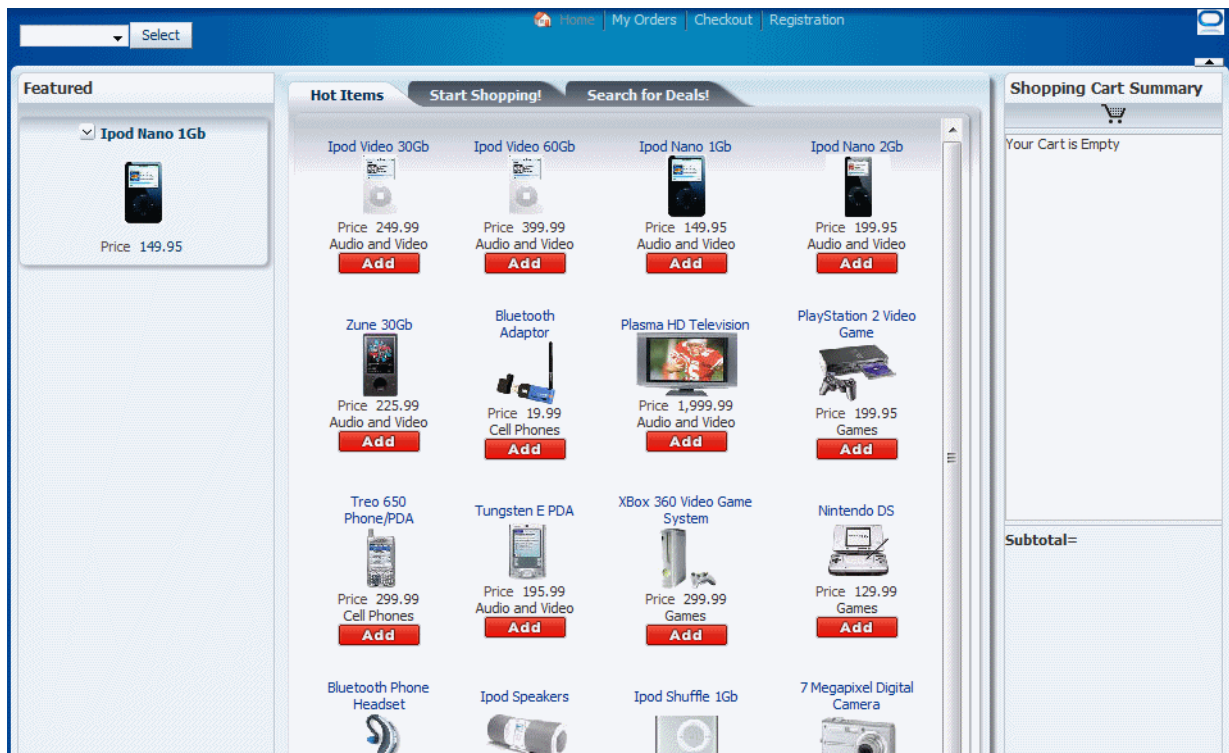 Select
Home My Orders Checkout Registration
Featured
Ipod Nano 1Gb
Price 149.95
Hot Items Start Shopping! Search for Deals!
Ipod Video 30Gb Ipod Video 60Gb Ipod Nano 1Gb Ipod Nano 2Gb
Price 249.99 Price 399.99 Price 149.95 Price 199.95
Audio and Video Audio and Video Audio and Video Audio and Video
Add Add Add Add
Zune 30Gb
Price 225.99
Audio and Video
Add
Bluetooth
Adaptor
Price 19.99
Cell Phones
Add
Plasma HD Television
Price 1,999.99
Audio and Video
Add
PlayStation 2 Video
Game
Price 199.95
Games
Add
Treo 650
Phone/PDA
Price 299.99
Cell Phones
Add
Tungsten E PDA
Price 195.99
Audio and Video
Add
XBox 360 Video Game
System
Price 299.99
Games
Add
Nintendo DS
Price 129.99
Games
Add
Bluetooth Phone
Headset
Ipod Speakers
Ipod Shuffle 1Gb
7 Megapixel Digital
Camera
Shopping Cart Summary
Your Cart is Empty
Subtotal=